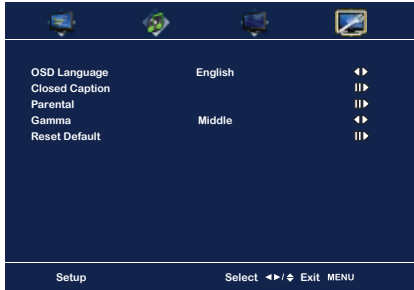 OSD Language English
Closed Caption
Parental
Gamma Middle
Reset Default
Setup Select ◄►/♦ Exit MENU